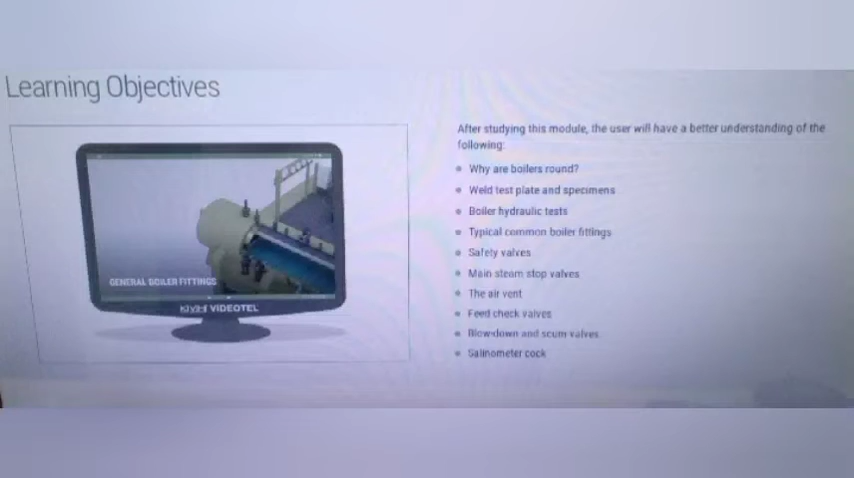 Learning Objectives
After studying this module, the user will have a better understanding of the
following:
Why are boilers round?
Weld test plate and specimens
Boiler hydraulic tests
Typical common boiler fittings
Safety valves
Main steam stop valves
The air vent
Feed check valves
Blowdown and scum valves
Salinometer cock
GENERAL BOILER FITTINGS
VIDEOTEL